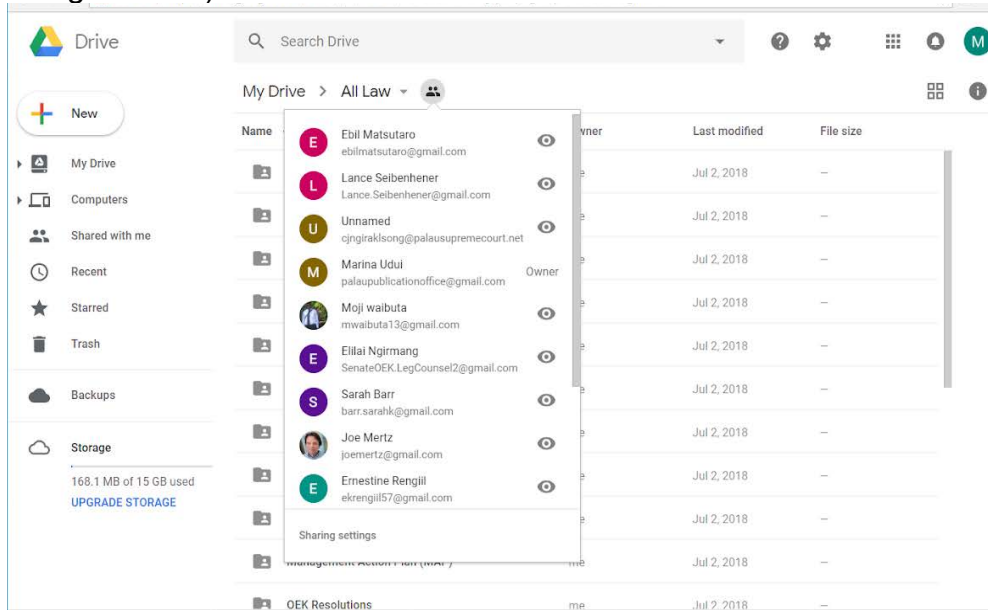 Drive
Search Drive
M
My Drive > All Law
New
Name
Last modified
File size
My Drive
Computers
Shared with me
Recent
Starred
Trash
Backups
Storage
168.1 MB of 15 GB used
UPGRADE STORAGE
E
Ebil Matsutaro
ebilmatsutaro@gmail.com
L
Lance Seibenhener
Lance.Seibenhener@gmail.com
U
Unnamed
cjngiraklsong@palausupremecourt.net
M
Marina Udui
palaupublicationoffice@gmail.com
Owner
Moji waibuta
mwaibuta13@gmail.com
E
Elilai Ngirmang
SenateOEK.LegCounsel2@gmail.com
S
Sarah Barr
barr.sarahk@gmail.com
Joe Mertz
joemertz@gmail.com
E
Ernestine Rengiil
ekrengiil57@gmail.com
Sharing settings
Jul 2, 2018 –
Jul 2, 2018 –
Jul 2, 2018 –
Jul 2, 2018 –
Jul 2, 2018 –
Jul 2, 2018 –
Jul 2, 2018 –
Jul 2, 2018 –
Jul 2, 2018 –
Management Action Plan (MAP) me Jul 2, 2018 –
OEK Resolutions me Jul 2, 2018 –